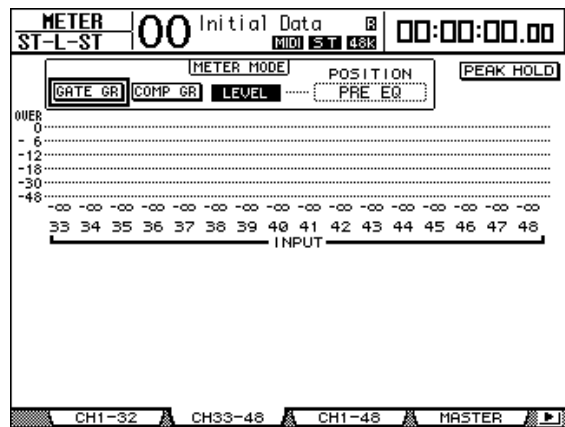 METER
ST-L-ST
00 Initial Data R
MIDI S.T 48k
00:00:00.00
METER MODE
GATE GR COMP GR LEVEL
POSITION
PRE EQ
PEAK HOLD
OVER
0
- 6
-12
-18
-30
-48
-∞ -∞ -∞ -∞ -∞ -∞ -∞ -∞ -∞ -∞ -∞ -∞ -∞ -∞ -∞ -∞
33 34 35 36 37 38 39 40 41 42 43 44 45 46 47 48
INPUT
CH1-32 CH33-48 CH1-48 MASTER